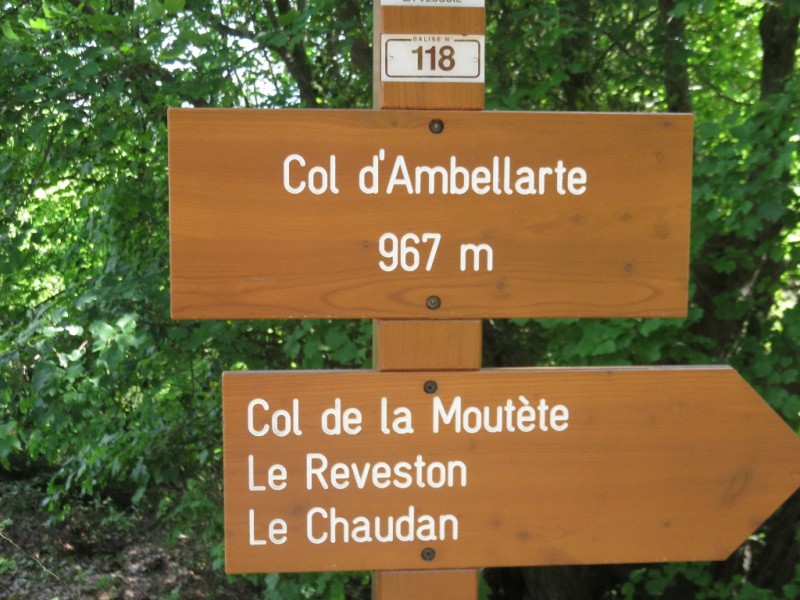 BALISE N°
118
Col d'Ambellarte
967 m
Col de la Moutète
Le Reveston
Le Chaudan